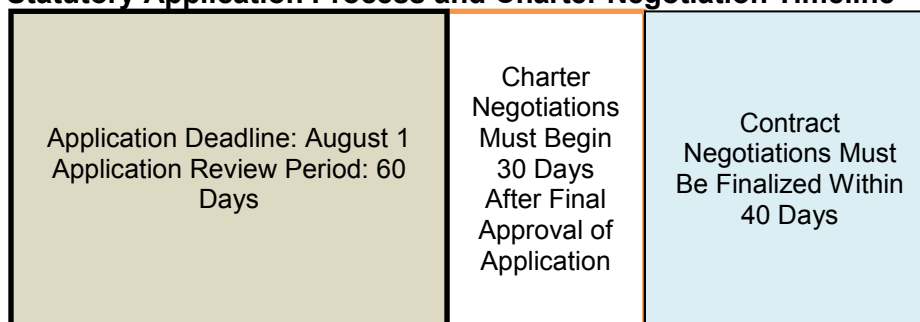 Statutory Application Process and Charter Negotiation Timeline
Application Deadline: August 1
Application Review Period: 60
Days
Charter
Negotiations
Must Begin
30 Days
After Final
Approval of
Application
Contract
Negotiations Must
Be Finalized Within
40 Days